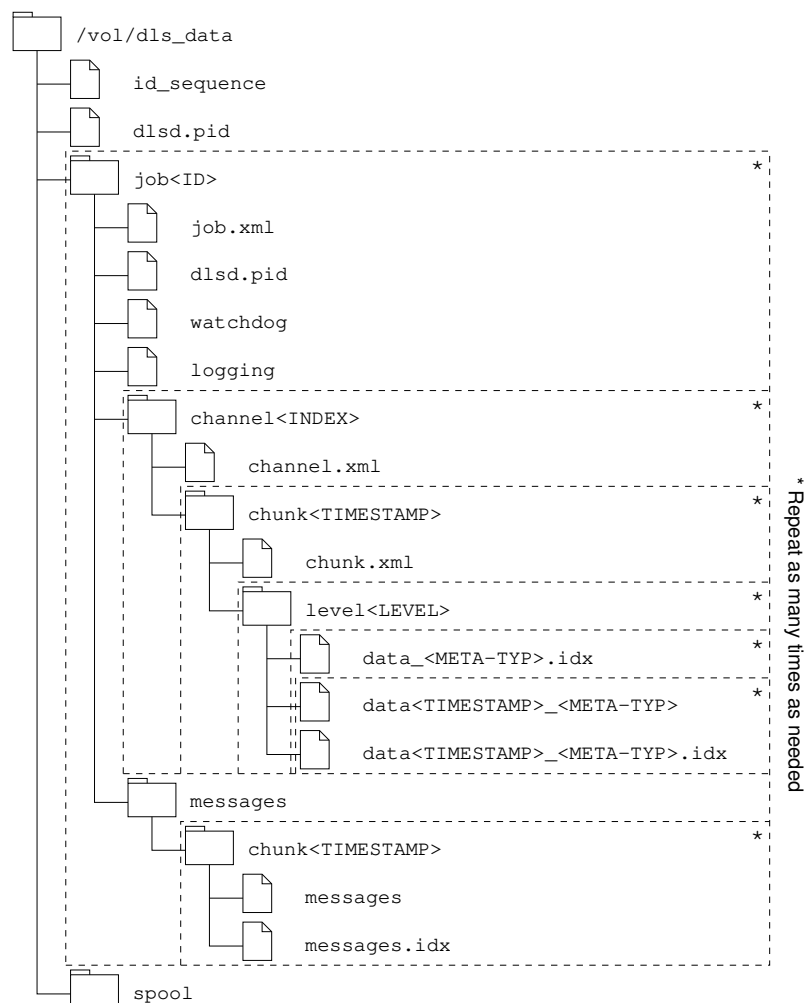 /vol/dls_data
id_sequence
dlsd.pid
job<ID>
*
job.xml
dlsd.pid
watchdog
logging
channel<INDEX>
*
channel.xml
chunk<TIMESTAMP>
*
chunk.xml
level<LEVEL>
*
data_<META-TYP>.idx
*
data<TIMESTAMP>_<META-TYP>
*
data<TIMESTAMP>_<META-TYP>.idx
messages
chunk<TIMESTAMP>
*
messages
messages.idx
spool
* Repeat as many times as needed